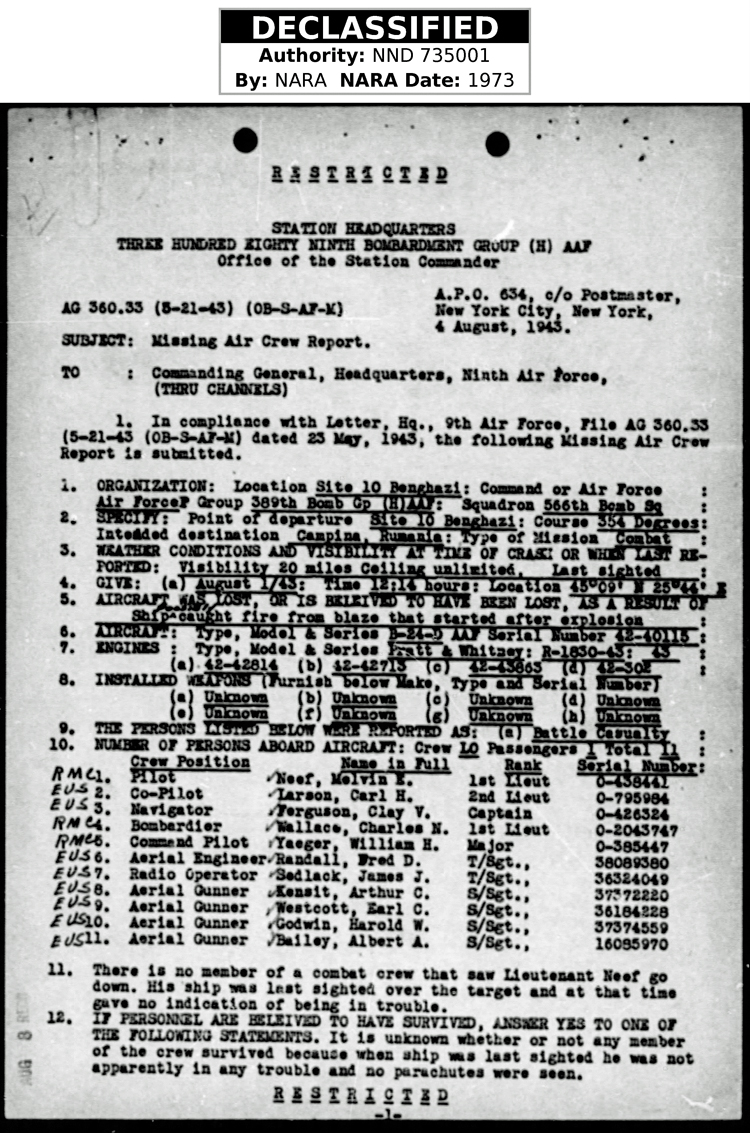 DECLASSIFIED
Authority: NND 735001
By: NARA NARA Date: 1973
RESTRICTED
STATION HEADQUARTERS
THREE HUNDRED EIGHTY NINTH BOMBARDMENT GROUP (H) AAF
Office of the Station Commander
A.P.O. 634, c/o Postmaster,
AG 360.33 (5-21-43) (OB-S-AF-M) New York City, New York,
4 August, 1943.
SUBJECT: Missing Air Crew Report.
TO : Commanding General, Headquarters, Ninth Air Force,
(THRU CHANNELS)
1. In compliance with Letter, Hq., 9th Air Force, File AG 360.33
(5-21-43 (OB-S-AF-M) dated 23 May, 1943, the following Missing Air Crew
Report is submitted.
1. ORGANIZATION: Location Site 10 Benghazi: Command or Air Force :
Air ForceF Group 389th Bomb Gp (H)AAF: Squadron 566th Bomb Sq :
2. SPECIFY: Point of departure Site 10 Benghazi: Course 354 Degrees:
Intended destination Campina, Rumania: Type of Mission Combat :
3. WEATHER CONDITIONS AND VISIBILITY AT TIME OF CRASH OR WHEN LAST RE-
PORTED: Visibility 20 miles Ceiling unlimited, Last sighted :
4. GIVE: (a) August 1/43: Time 12:14 hours: Location 45°09' N 25°44' E
5. AIRCRAFT WAS LOST, OR IS BELEIVED TO HAVE BEEN LOST, AS A RESULT OF
Ship caught fire from blaze that started after explosion :
6. AIRCRAFT: Type, Model & Series B-24-D AAF Serial Number 42-40115 :
7. ENGINES : Type, Model & Series Pratt & Whitney: R-1830-43: 43 :
(a) 42-42814 (b) 42-42713 (c) 42-43863 (d) 42-302 :
8. INSTALLED WEAPONS (Furnish below Make, Type and Serial Number)
(a) Unknown (b) Unknown (c) Unknown (d) Unknown
(e) Unknown (f) Unknown (g) Unknown (h) Unknown
9. THE PERSONS LISTED BELOW WERE REPORTED AS: (a) Battle Casualty :
10. NUMBER OF PERSONS ABOARD AIRCRAFT: Crew 10 Passengers 1 Total 11 :
Crew Position Name in Full Rank Serial Number:
RMC 1. Pilot Neef, Melvin E. 1st Lieut 0-438441
EUS 2. Co-Pilot Larson, Carl H. 2nd Lieut 0-795984
EUS 3. Navigator Ferguson, Clay V. Captain 0-426324
RMC 4. Bombardier Wallace, Charles N. 1st Lieut 0-2043747
RMC 5. Command Pilot Yaeger, William H. Major 0-385447
EUS 6. Aerial Engineer Randall, Fred D. T/Sgt., 38089380
EUS 7. Radio Operator Sedlack, James J. T/Sgt., 36324049
EUS 8. Aerial Gunner Kensit, Arthur C. S/Sgt., 37372220
EUS 9. Aerial Gunner Westcott, Earl C. S/Sgt., 36184228
EUS 10. Aerial Gunner Godwin, Harold W. S/Sgt., 37374559
EUS 11. Aerial Gunner Bailey, Albert A. S/Sgt., 16085970
11. There is no member of a combat crew that saw Lieutenant Neef go
down. His ship was last sighted over the target and at that time
gave no indication of being in trouble.
12. IF PERSONNEL ARE BELEIVED TO HAVE SURVIVED, ANSWER YES TO ONE OF
THE FOLLOWING STATEMENTS. It is unknown whether or not any member
of the crew survived because when ship was last sighted he was not
apparently in any trouble and no parachutes were seen.
RESTRICTED
-1-